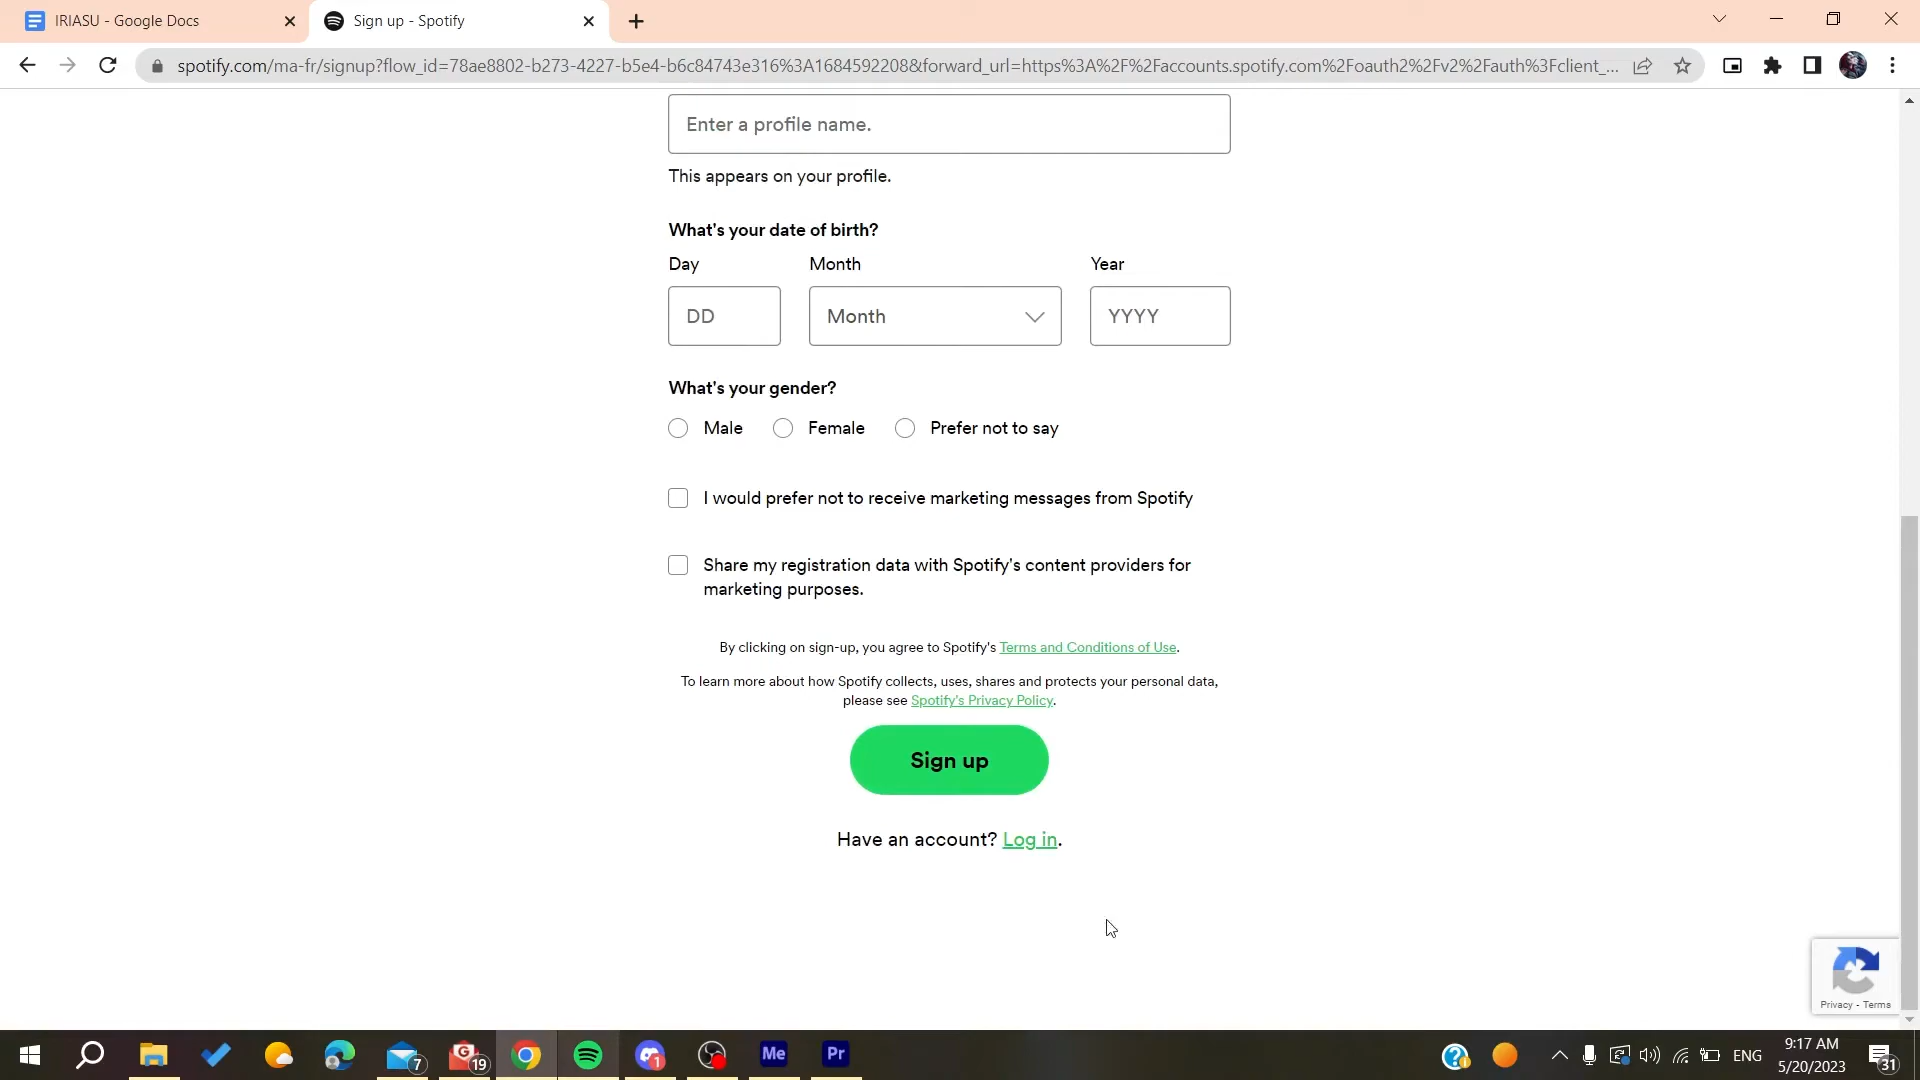 IRIASU - Google Docs
Sign up - Spotify
spotify.com/ma-fr/signup?flow_id=78ae8802-b273-4227-b5e4-b6c84743e316%3A1684592208&forward_url=https%3A%2F%2Faccounts.spotify.com%2Foauth2%2Fv2%2Fauth%3Fclient_...
Enter a profile name.
This appears on your profile.
What's your date of birth?
Day Month Year
DD Month YYYY
What's your gender?
Male Female Prefer not to say
I would prefer not to receive marketing messages from Spotify
Share my registration data with Spotify's content providers for
marketing purposes.
By clicking on sign-up, you agree to Spotify's Terms and Conditions of Use.
To learn more about how Spotify collects, uses, shares and protects your personal data,
please see Spotify's Privacy Policy.
Sign up
Have an account? Log in.
Privacy - Terms
7
G
19
1
Me
Pr
ENG
9:17 AM
5/20/2023
31